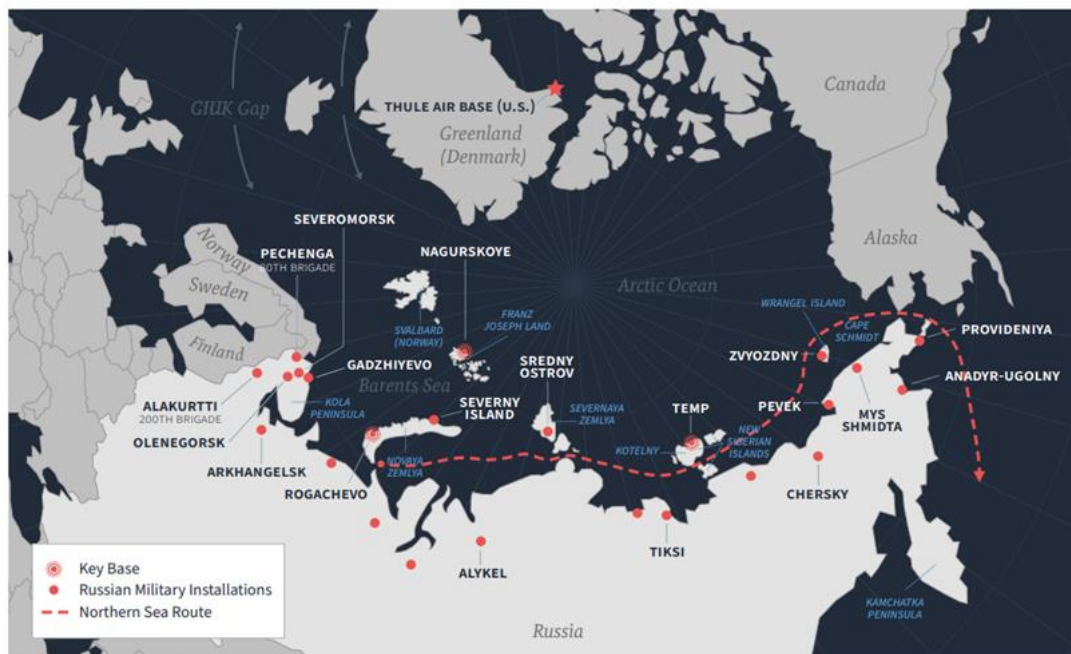 Canada
THULE AIR BASE (U.S.)
GIUK Gap
Greenland
(Denmark)
SEVEROMORSK
Norway
PECHENGA
80TH BRIGADE
NAGURSKOYE
Alaska
Sweden
Arctic Ocean
WRANGEL ISLAND
SVALBARD
(NORWAY)
FRANZ
JOSEPH LAND
CAPE
SCHMIDT
PROVIDENIYA
Finland
ZVYOZDNY
GADZHIYEVO
SREDNY
OSTROV
ANADYR-UGOLNY
Barents Sea
ALAKURTTI
200TH BRIGADE
KOLA
PENINSULA
SEVERNY
ISLAND
SEVERNAYA
ZEMLYA
TEMP
PEVEK
MYS
SHMIDTA
OLENEGORSK
NEW
SIBERIAN
ISLANDS
KOTELNY
ARKHANGELSK
NOVAYA
ZEMLYA
ROGACHEVO
CHERSKY
TIKSI
ALYKEL
Key Base
Russian Military Installations
Northern Sea Route
KAMCHATKA
PENINSULA
Russia